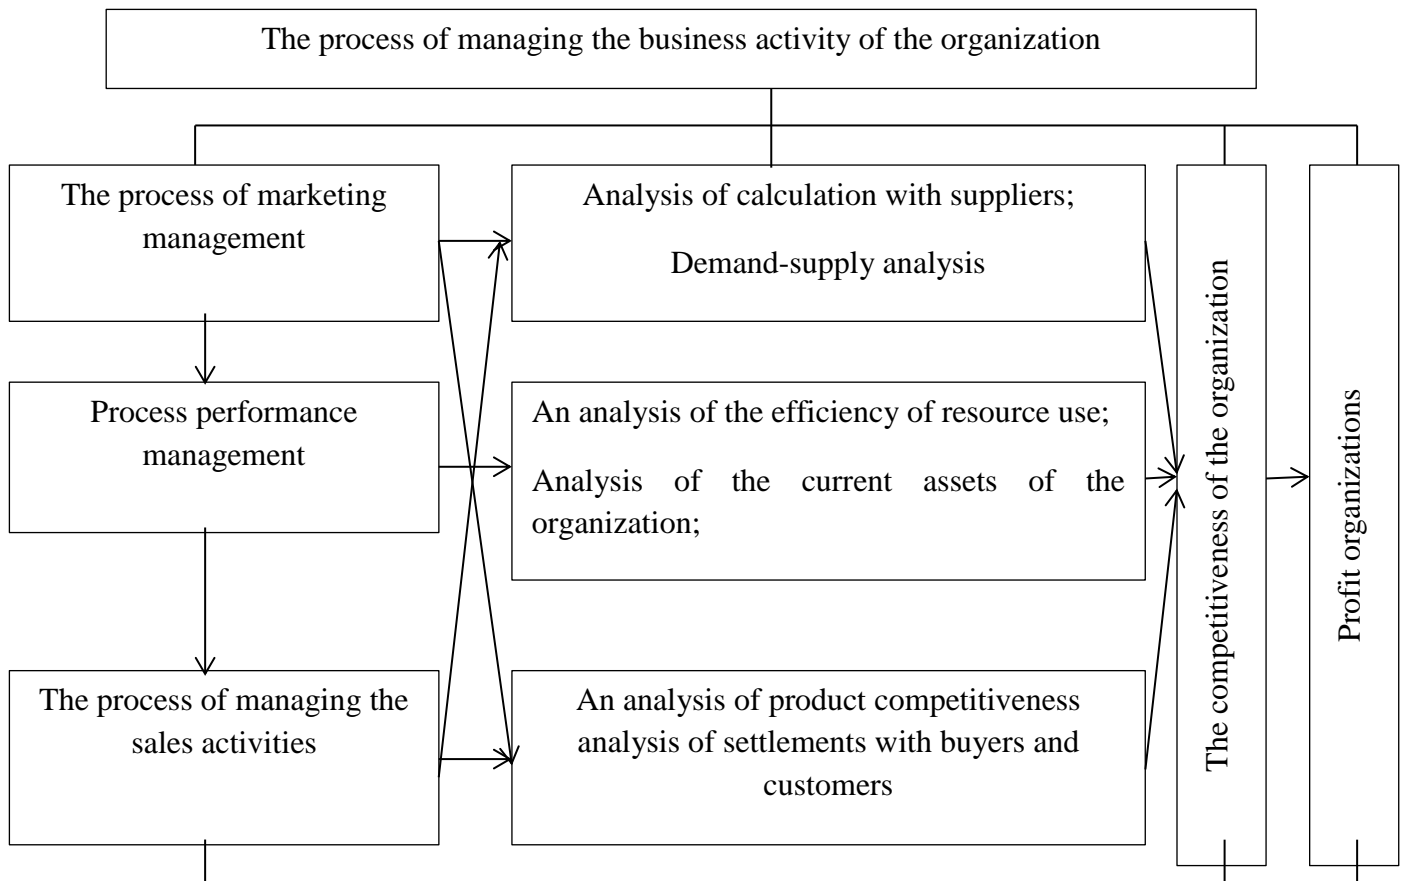 The process of managing the business activity of the organization
The process of marketing
management
Analysis of calculation with suppliers;
Demand-supply analysis
Process performance
management
An analysis of the efficiency of resource use;
Analysis of the current assets of the
organization;
The process of managing the
sales activities
An analysis of product competitiveness
analysis of settlements with buyers and
customers
The competitiveness of the organization
Profit organizations